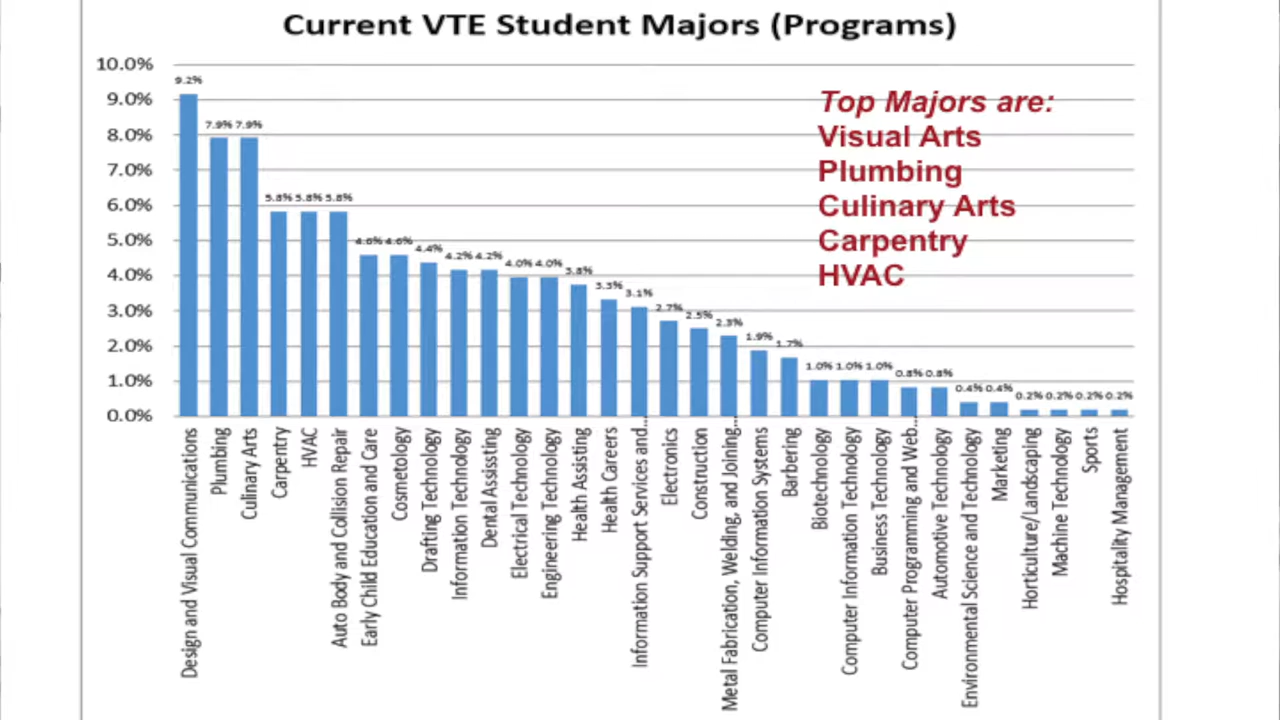 Current VTE Student Majors (Programs)
10.0%
9.0%
8.0%
7.0%
6.0%
5.0%
4.0%
3.0%
2.0%
1.0%
0.0%
9.2%
7.9%
7.9%
5.8%
5.8%
5.8%
4.6%
4.6%
4.4%
4.2%
4.2%
4.0%
4.0%
3.8%
3.3%
3.1%
2.7%
2.5%
2.3%
1.9%
1.7%
1.0%
1.0%
1.0%
0.8%
0.8%
0.4%
0.4%
0.2%
0.2%
0.2%
0.2%
Top Majors are:
Visual Arts
Plumbing
Culinary Arts
Carpentry
HVAC
Design and Visual Communications
Plumbing
Culinary Arts
Carpentry
HVAC
Auto Body and Collision Repair
Early Child Education and Care
Cosmetology
Drafting Technology
Information Technology
Dental Assissting
Electrical Technology
Engineering Technology
Health Assisting
Health Careers
Information Support Services and...
Electronics
Construction
Metal Fabrication, Welding, and Joining...
Computer Information Systems
Barbering
Biotechnology
Computer Information Technology
Business Technology
Computer Programming and Web...
Automotive Technology
Environmental Science and Technology
Marketing
Horticulture/Landscaping
Machine Technology
Sports
Hospitality Management